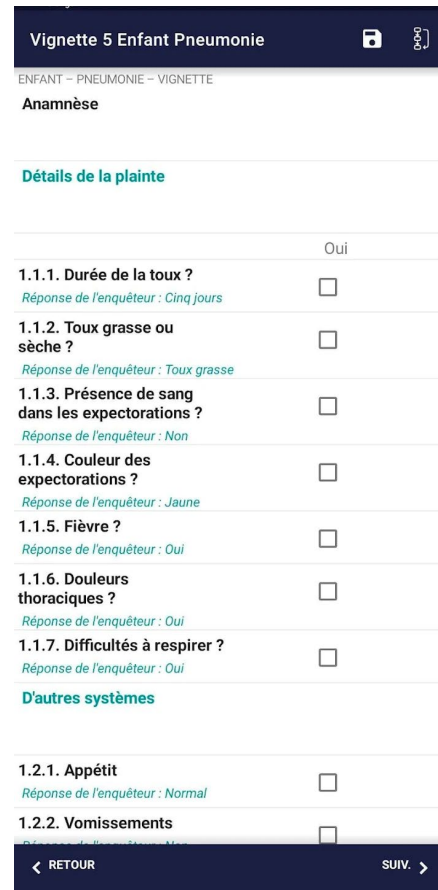 Vignette 5 Enfant Pneumonie
ENFANT – PNEUMONIE – VIGNETTE
Anamnèse
Détails de la plainte
Oui
1.1.1. Durée de la toux ?
Réponse de l'enquêteur : Cinq jours
1.1.2. Toux grasse ou
sèche ?
Réponse de l'enquêteur : Toux grasse
1.1.3. Présence de sang
dans les expectorations ?
Réponse de l'enquêteur : Non
1.1.4. Couleur des
expectorations ?
Réponse de l'enquêteur : Jaune
1.1.5. Fièvre ?
Réponse de l'enquêteur : Oui
1.1.6. Douleurs
thoraciques ?
Réponse de l'enquêteur : Oui
1.1.7. Difficultés à respirer ?
Réponse de l'enquêteur : Oui
D'autres systèmes
1.2.1. Appétit
Réponse de l'enquêteur : Normal
1.2.2. Vomissements
RETOUR
SUIV.